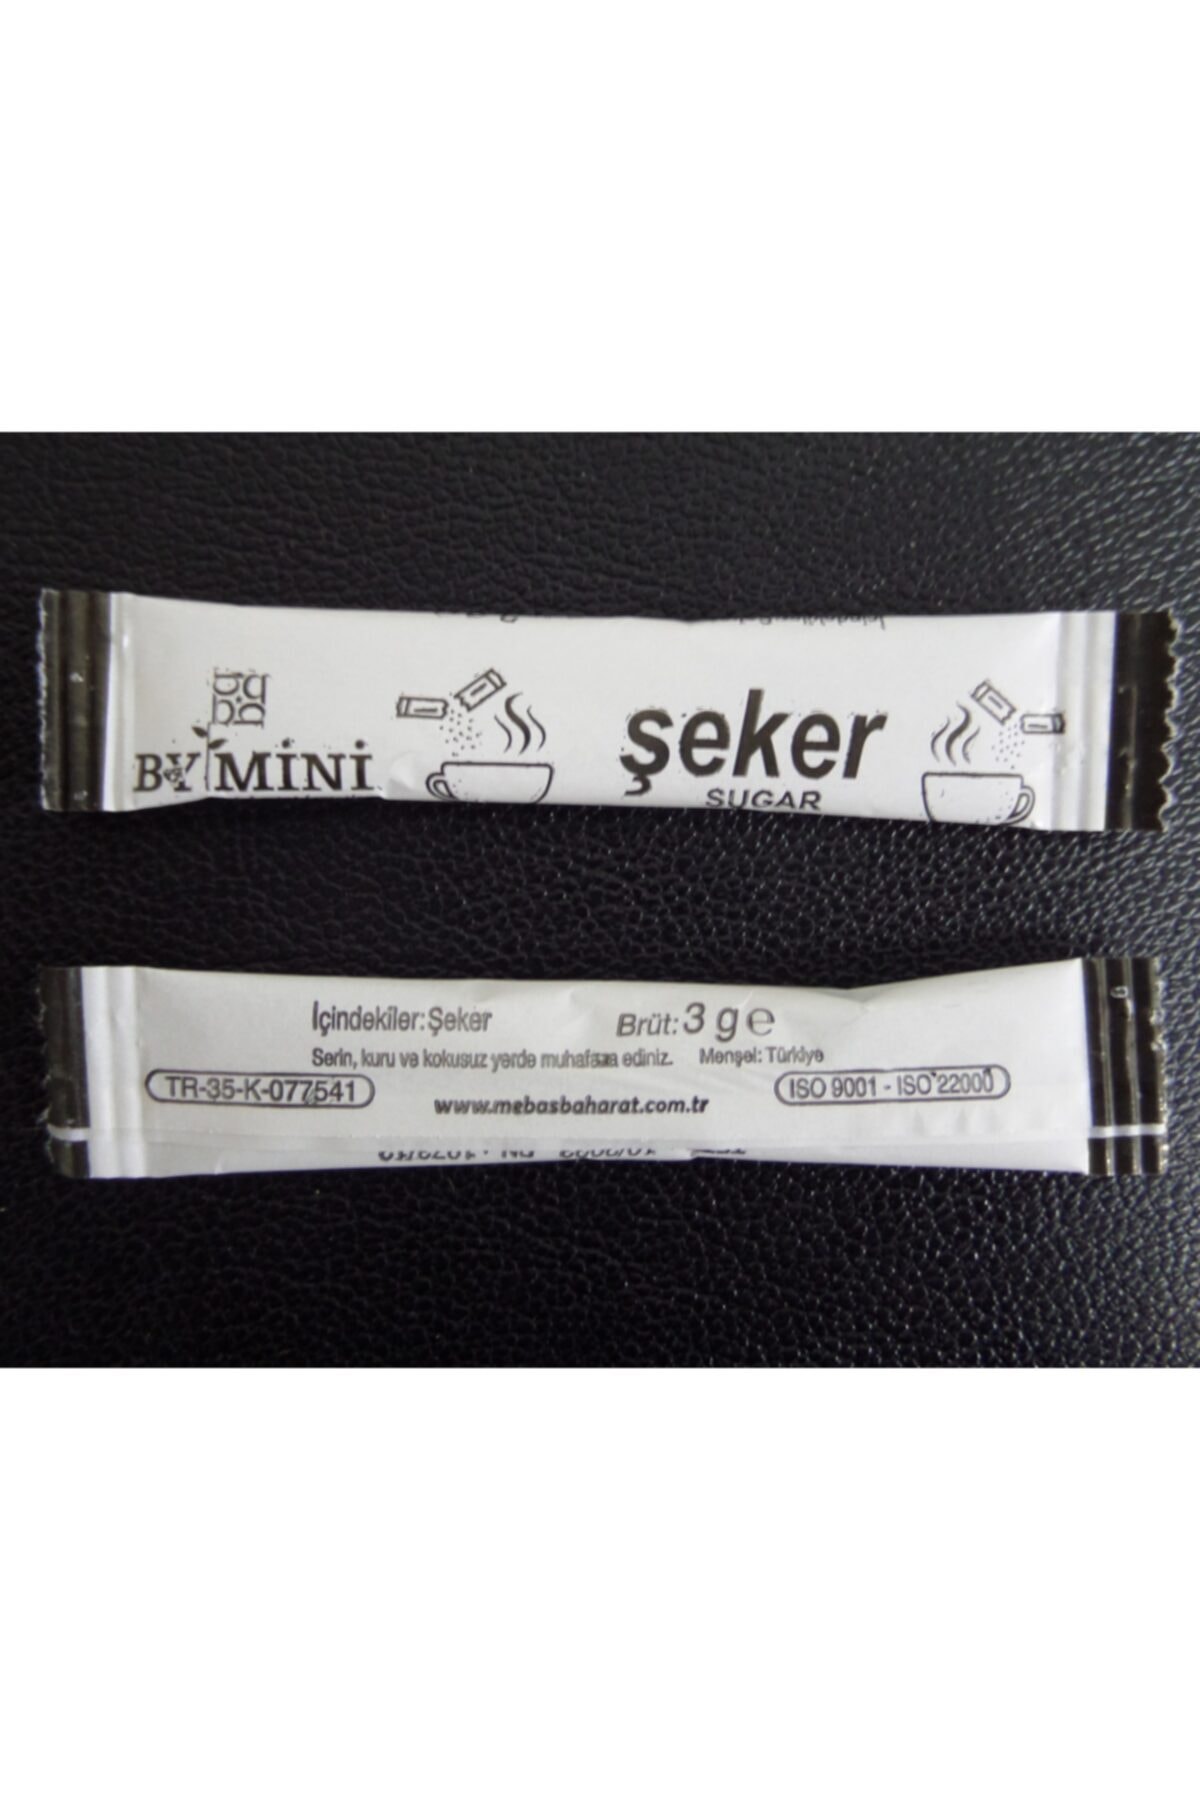 BY MİNİ
şeker
SUGAR
İçindekiler: Şeker
Brüt: 3 g e
Serin, kuru ve kokusuz yerde muhafaza ediniz. Menşei: Türkiye
TR-35-K-077541
ISO 9001 - ISO 22000
www.mebasbaharat.com.tr